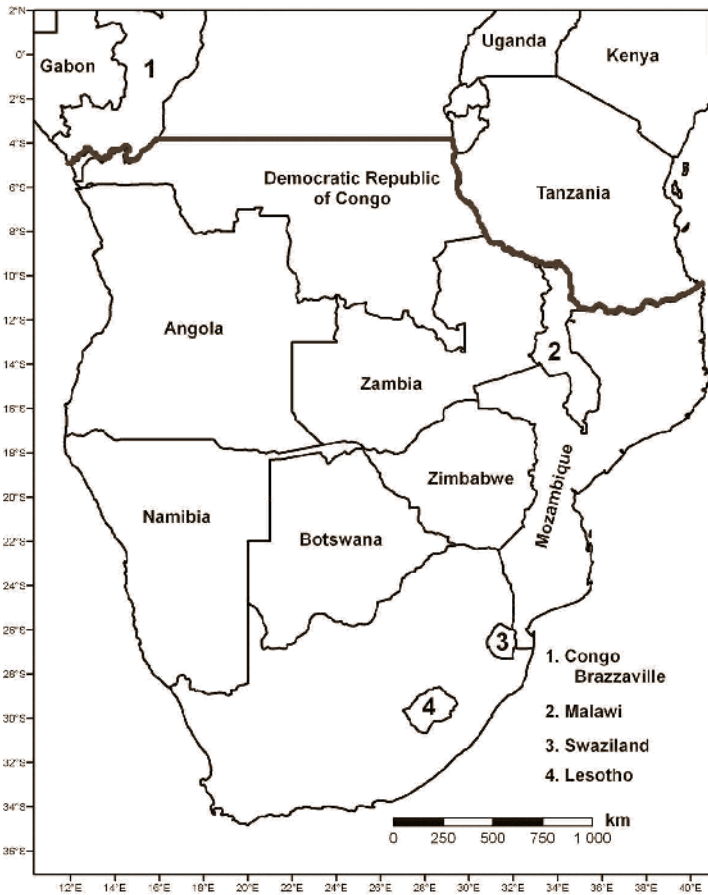 2°N
0°
2°S
4°S
6°S
8°S
10°S
12°S
14°S
16°S
18°S
20°S
22°S
24°S
26°S
28°S
30°S
32°S
34°S
36°S
Gabon
1
Uganda
Kenya
Democratic Republic
of Congo
Tanzania
Angola
Zambia
2
Mozambique
Zimbabwe
Namibia
Botswana
3
4
1. Congo
Brazzaville
2. Malawi
3. Swaziland
4. Lesotho
km
0 250 500 750 1 000
12°E 14°E 16°E 18°E 20°E 22°E 24°E 26°E 28°E 30°E 32°E 34°E 36°E 38°E 40°E